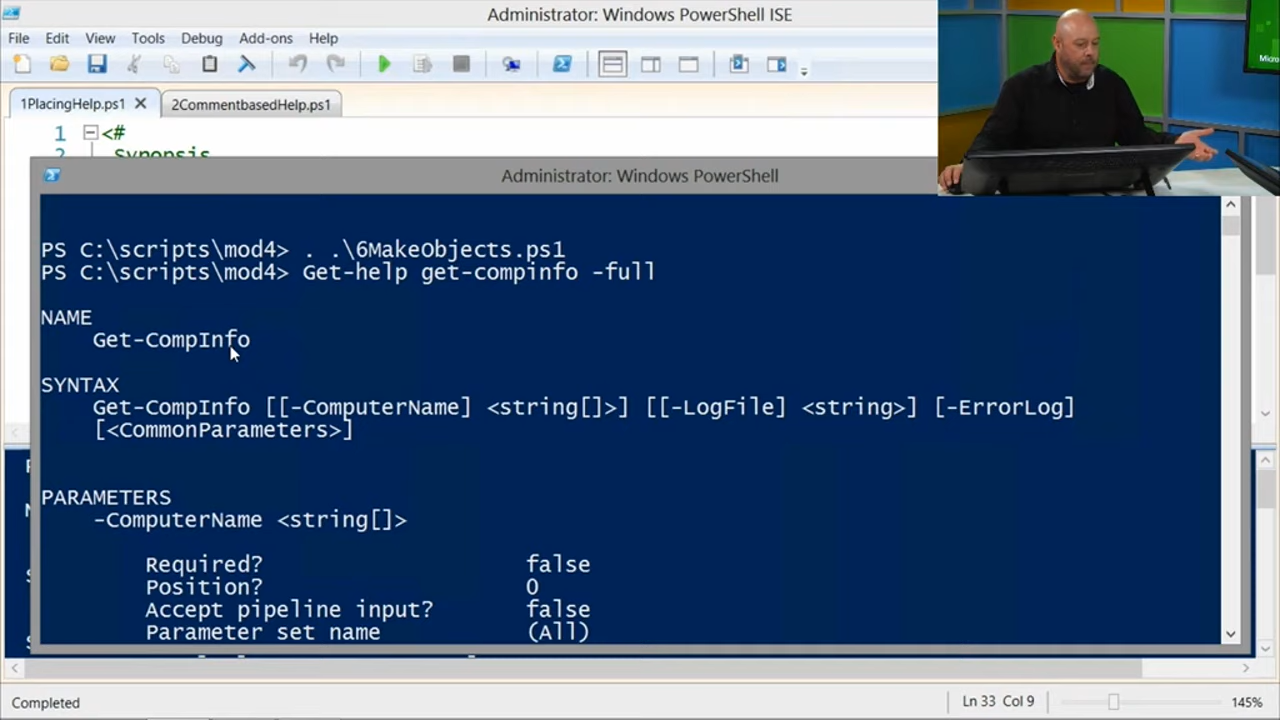 Administrator: Windows PowerShell ISE
File Edit View Tools Debug Add-ons Help
Micro
1PlacingHelp.ps1 2CommentbasedHelp.ps1
1 <#
2 Synopsis
Administrator: Windows PowerShell
PS C:\scripts\mod4> . .\6MakeObjects.ps1
PS C:\scripts\mod4> Get-help get-compinfo -full
NAME
Get-CompInfo
SYNTAX
Get-CompInfo [[-ComputerName] <string[]>] [[-LogFile] <string>] [-ErrorLog]
[<CommonParameters>]
PARAMETERS
-ComputerName <string[]>
Required? false
Position? 0
Accept pipeline input? false
Parameter set name (All)
Completed Ln 33 Col 9 145%